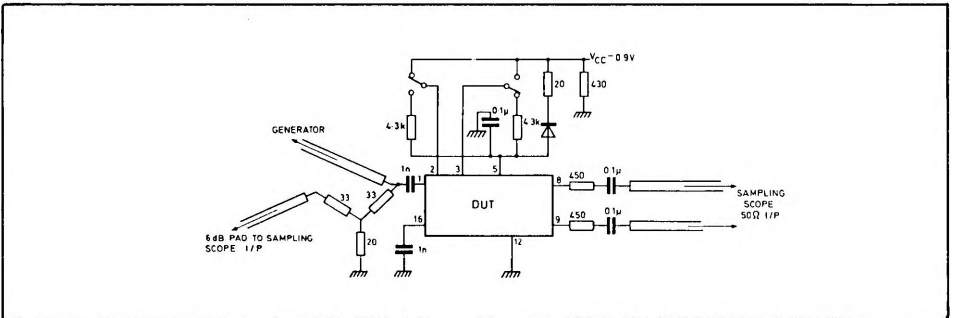 VCC-0.9V
20
430
0.1µ
4.3k
4.3k
GENERATOR
1n
2
3
5
1
8
450
0.1µ
33
33
DUT
SAMPLING
SCOPE
50Ω I/P
16
9
450
0.1µ
20
6dB PAD TO SAMPLING
SCOPE I/P
1n
12